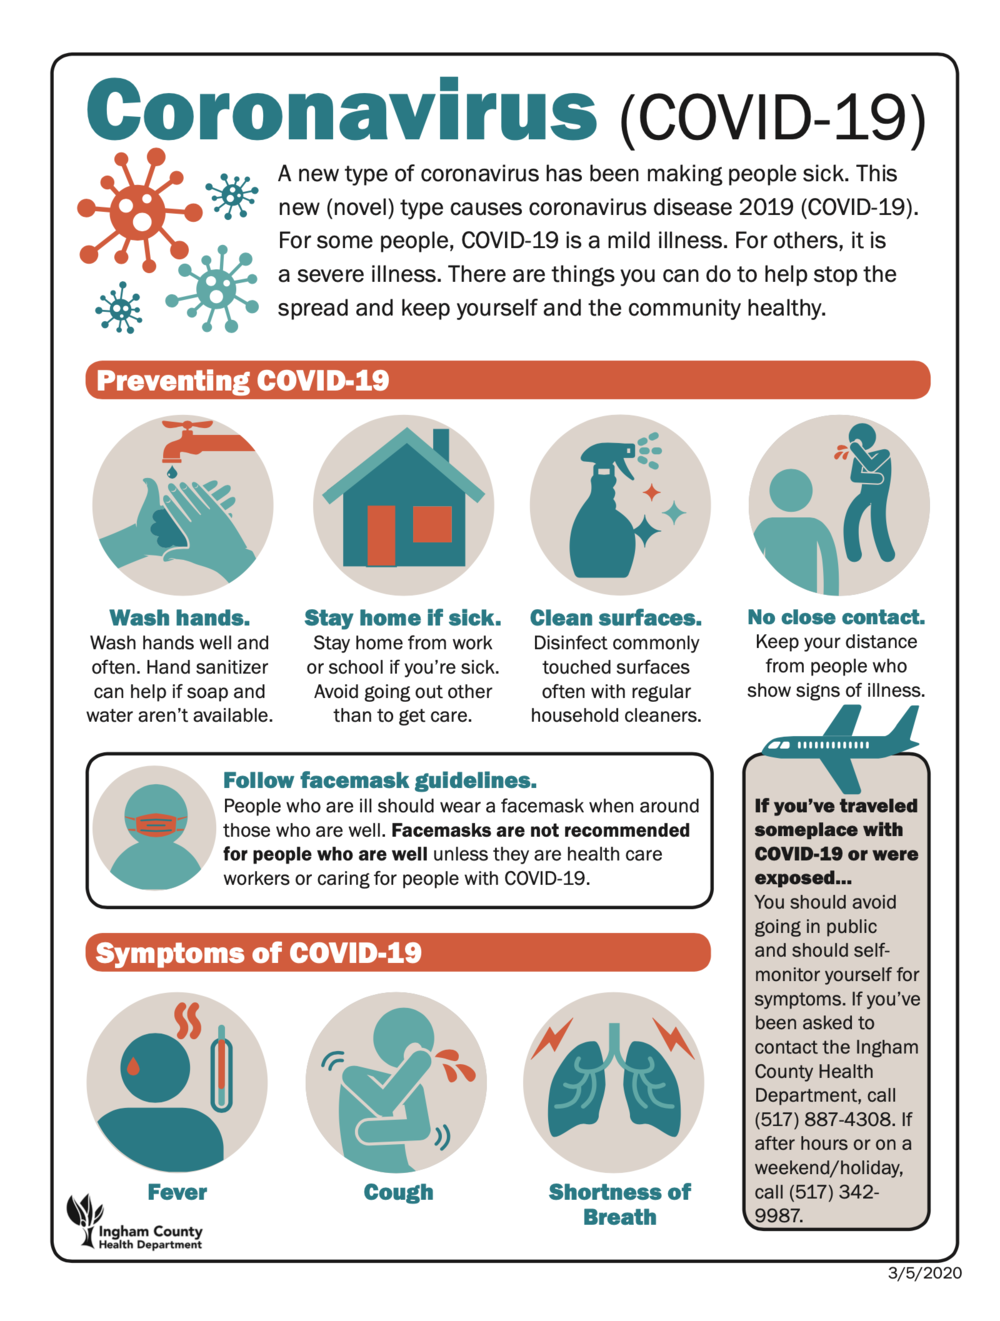 Coronavirus (COVID-19)
A new type of coronavirus has been making people sick. This
new (novel) type causes coronavirus disease 2019 (COVID-19).
For some people, COVID-19 is a mild illness. For others, it is
a severe illness. There are things you can do to help stop the
spread and keep yourself and the community healthy.
Preventing COVID-19
Wash hands.
Wash hands well and
often. Hand sanitizer
can help if soap and
water aren’t available.
Stay home if sick.
Stay home from work
or school if you’re sick.
Avoid going out other
than to get care.
Clean surfaces.
Disinfect commonly
touched surfaces
often with regular
household cleaners.
No close contact.
Keep your distance
from people who
show signs of illness.
Follow facemask guidelines.
People who are ill should wear a facemask when around
those who are well. Facemasks are not recommended
for people who are well unless they are health care
workers or caring for people with COVID-19.
If you’ve traveled
someplace with
COVID-19 or were
exposed...
You should avoid
going in public
and should self-
monitor yourself for
symptoms. If you’ve
been asked to
contact the Ingham
County Health
Department, call
(517) 887-4308. If
after hours or on a
weekend/holiday,
call (517) 342-
9987.
Symptoms of COVID-19
Fever
Cough
Shortness of
Breath
Ingham County
Health Department
3/5/2020